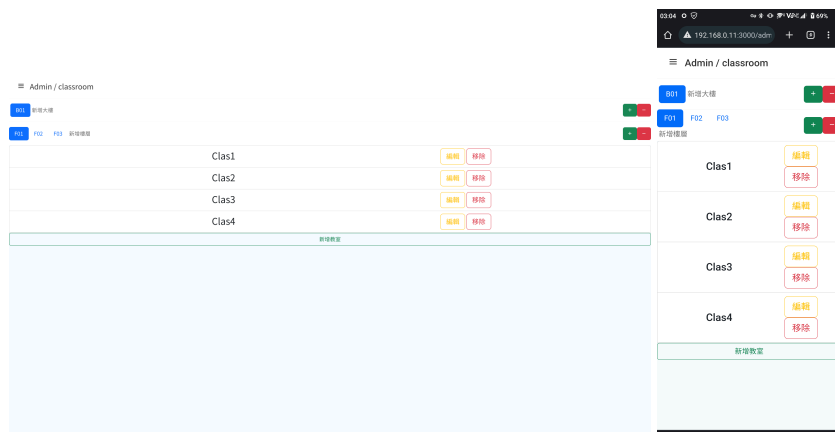 Admin / classroom
B01 新增大樓 + −
F01 F02 F03 新增樓層 + −
Clas1 編輯 移除
Clas2 編輯 移除
Clas3 編輯 移除
Clas4 編輯 移除
新增教室
03:04 69%
192.168.0.11:3000/adm
Admin / classroom
B01 新增大樓 + −
F01 F02 F03 + −
新增樓層
Clas1 編輯
移除
Clas2 編輯
移除
Clas3 編輯
移除
Clas4 編輯
移除
新增教室